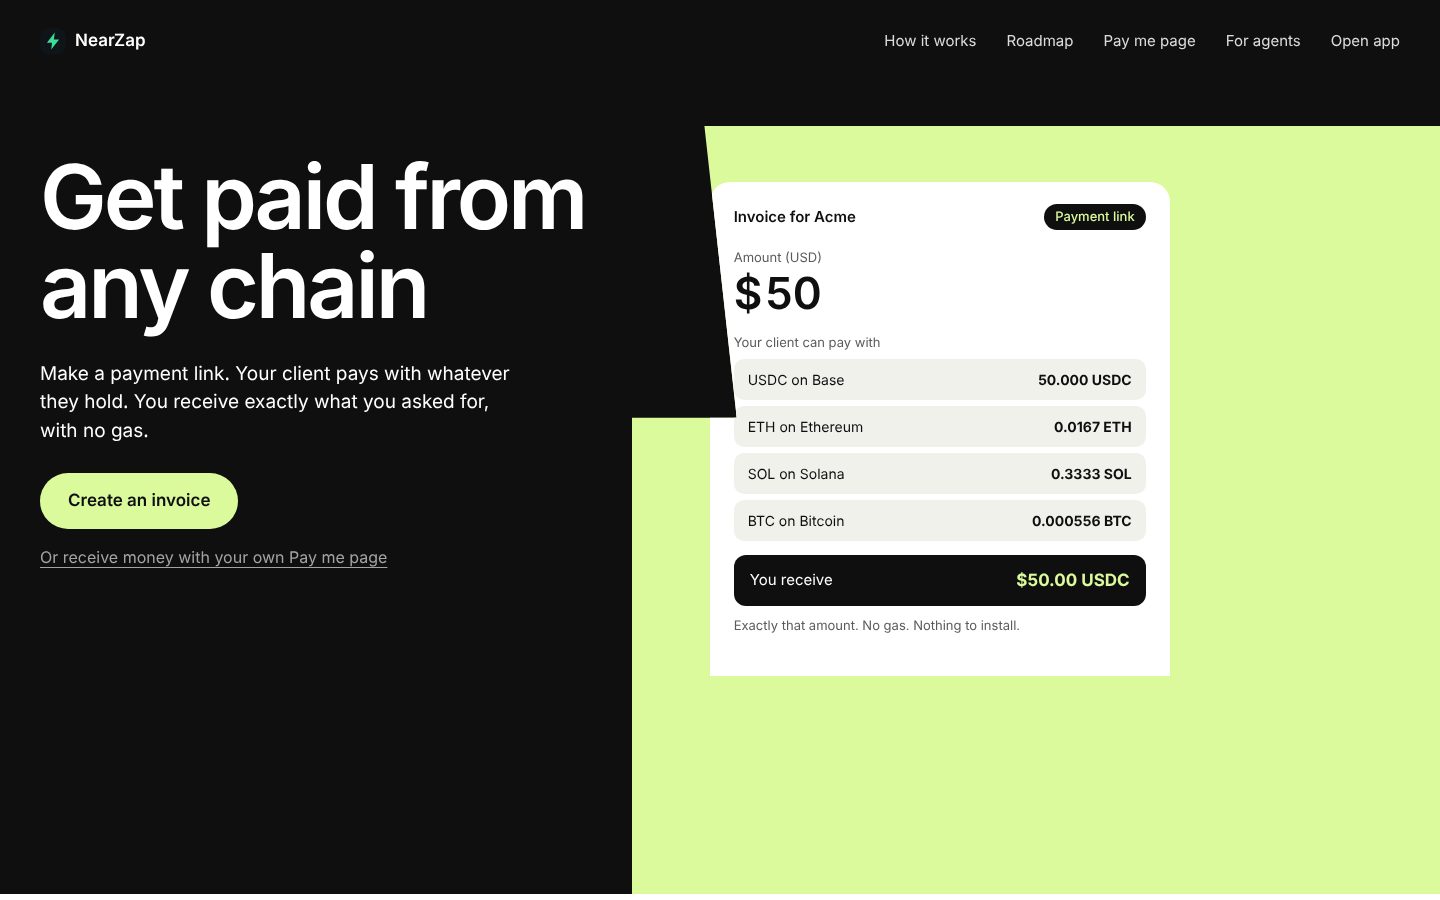 NearZap
How it works
Roadmap
Pay me page
For agents
Open app
Get paid from
any chain
Make a payment link. Your client pays with whatever
they hold. You receive exactly what you asked for,
with no gas.
Create an invoice
Or receive money with your own Pay me page
Invoice for Acme
Payment link
Amount (USD)
$50
Your client can pay with
USDC on Base 50.000 USDC
ETH on Ethereum 0.0167 ETH
SOL on Solana 0.3333 SOL
BTC on Bitcoin 0.000556 BTC
You receive $50.00 USDC
Exactly that amount. No gas. Nothing to install.